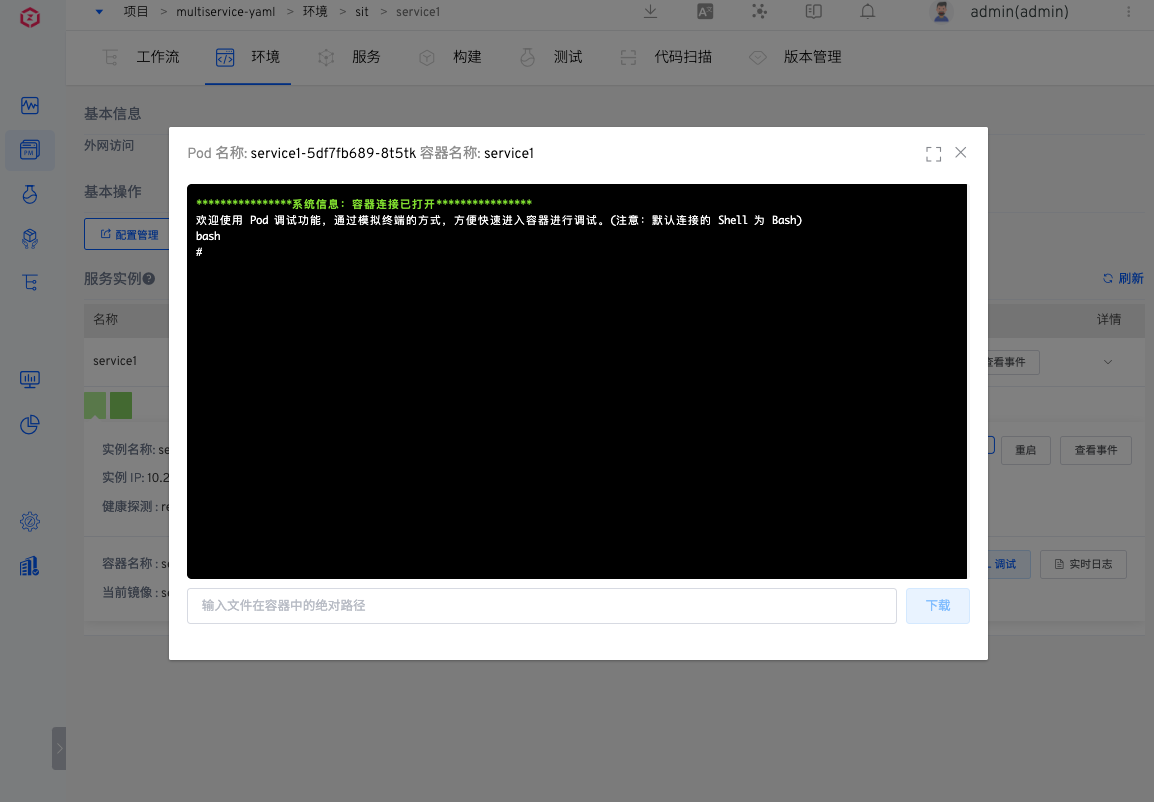 项目 > multiservice-yaml > 环境 > sit > service1
admin(admin)
工作流 环境 服务 构建 测试 代码扫描 版本管理
基本信息
外网访问
基本操作
配置管理
服务实例
刷新
名称 详情
service1 查看事件
实例名称: se
重启 查看事件
实例 IP: 10.2
健康探测 : re
容器名称 : se
调试 实时日志
当前镜像 : se
Pod 名称: service1-5df7fb689-8t5tk 容器名称: service1
****************系统信息：容器连接已打开****************
欢迎使用 Pod 调试功能，通过模拟终端的方式，方便快速进入容器进行调试。(注意：默认连接的 Shell 为 Bash)
bash
#
输入文件在容器中的绝对路径
下载